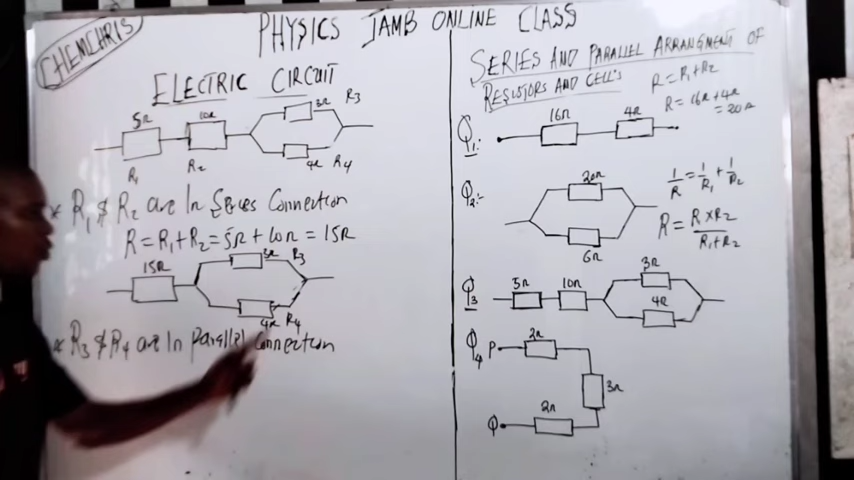 PHYSICS JAMB ONLINE CLASS
CHEMCHRIS
ELECTRIC CIRCUIT
5Ω 10Ω 3Ω R3
R1 R2 4Ω R4
* R1 & R2 are In Series Connection
R = R1 + R2 = 5Ω + 10Ω = 15Ω
15Ω 3Ω R3
4Ω R4
* R3 & R4 are In Parallel Connection
SERIES AND PARALLEL ARRANGMENT OF
RESISTORS AND CELL'S
R = R1 + R2
R = 16Ω + 4Ω
= 20Ω
Q1:- 16Ω 4Ω
Q2:- 20Ω 6Ω
1/R = 1/R1 + 1/R2
R = R × R2 / R1 + R2
Q3 5Ω 10Ω 3Ω 4Ω
Q4 P 2Ω
3Ω
Q 2Ω